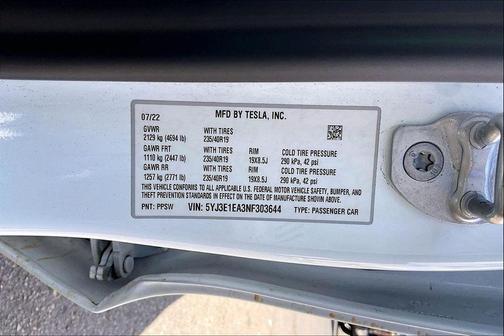 07/22 MFD BY TESLA, INC.
GVWR WITH TIRES
2129 kg (4694 lb) 235/40R19
GAWR FRT WITH TIRES RIM COLD TIRE PRESSURE
1110 kg (2447 lb) 235/40R19 19X8.5J 290 kPa, 42 psi
GAWR RR WITH TIRES RIM COLD TIRE PRESSURE
1257 kg (2771 lb) 235/40R19 19X8.5J 290 kPa, 42 psi
THIS VEHICLE CONFORMS TO ALL APPLICABLE U.S. FEDERAL MOTOR VEHICLE SAFETY, BUMPER, AND
THEFT PREVENTION STANDARDS IN EFFECT ON THE DATE OF MANUFACTURE SHOWN ABOVE.
PNT: PPSW VIN: 5YJ3E1EA3NF303644 TYPE: PASSENGER CAR